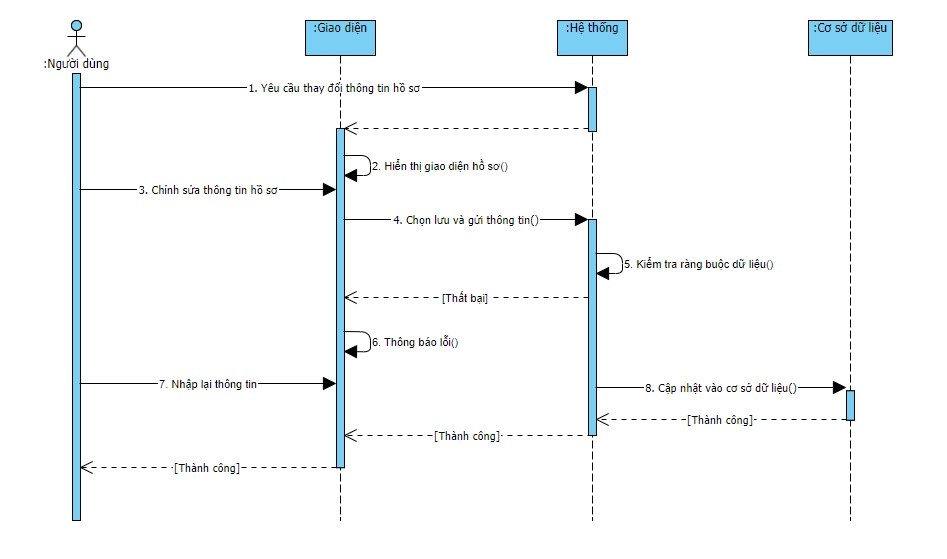 :Người dùng
:Giao diện
:Hệ thống
:Cơ sở dữ liệu
1. Yêu cầu thay đổi thông tin hồ sơ
2. Hiển thị giao diện hồ sơ()
3. Chỉnh sửa thông tin hồ sơ
4. Chọn lưu và gửi thông tin()
5. Kiểm tra ràng buộc dữ liệu()
[Thất bại]
6. Thông báo lỗi()
7. Nhập lại thông tin
8. Cập nhật vào cơ sở dữ liệu()
[Thành công]
[Thành công]
[Thành công]